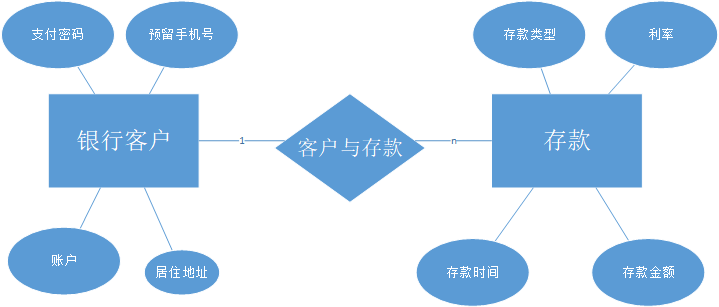 支付密码
预留手机号
存款类型
利率
银行客户
1
客户与存款
n
存款
账户
居住地址
存款时间
存款金额